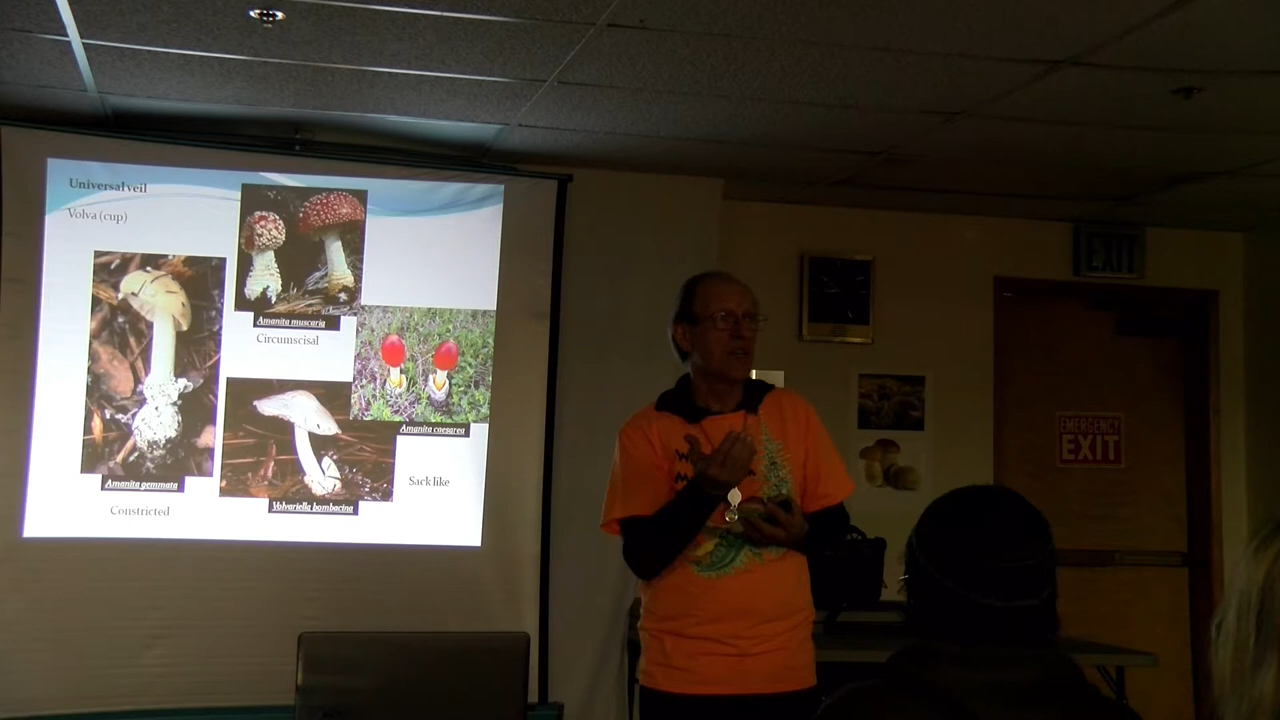 Universal veil
Volva (cup)
Amanita muscaria
Circumscisal
Amanita caesarea
Amanita gemmata
Constricted
Volvariella bombacina
Sack like
EXIT
EMERGENCY
EXIT